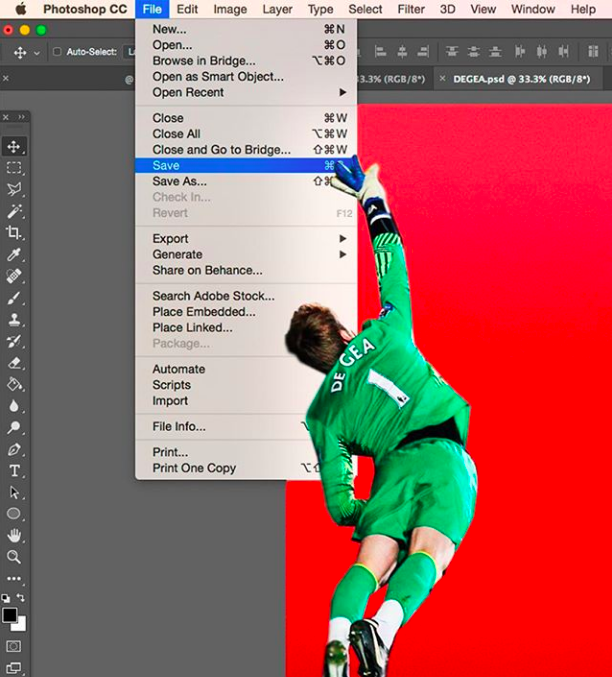 Photoshop CC File Edit Image Layer Type Select Filter 3D View Window Help
Auto-Select:
@ 33.3% (RGB/8*) × DEGEA.psd @ 33.3% (RGB/8*)
New... ⌘N
Open... ⌘O
Browse in Bridge... ⌥⌘O
Open as Smart Object...
Open Recent ▶
Close ⌘W
Close All ⌥⌘W
Close and Go to Bridge... ⇧⌘W
Save ⌘
Save As... ⇧⌘
Check In...
Revert F12
Export ▶
Generate ▶
Share on Behance...
Search Adobe Stock...
Place Embedded...
Place Linked...
Package...
Automate
Scripts
Import
File Info...
Print...
Print One Copy
DE GEA
1